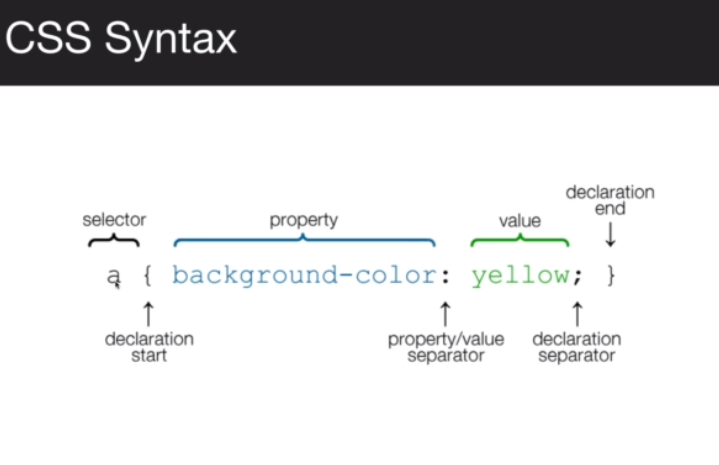 CSS Syntax
declaration
end
selector
property
value
a { background-color: yellow; }
declaration
start
property/value
separator
declaration
separator